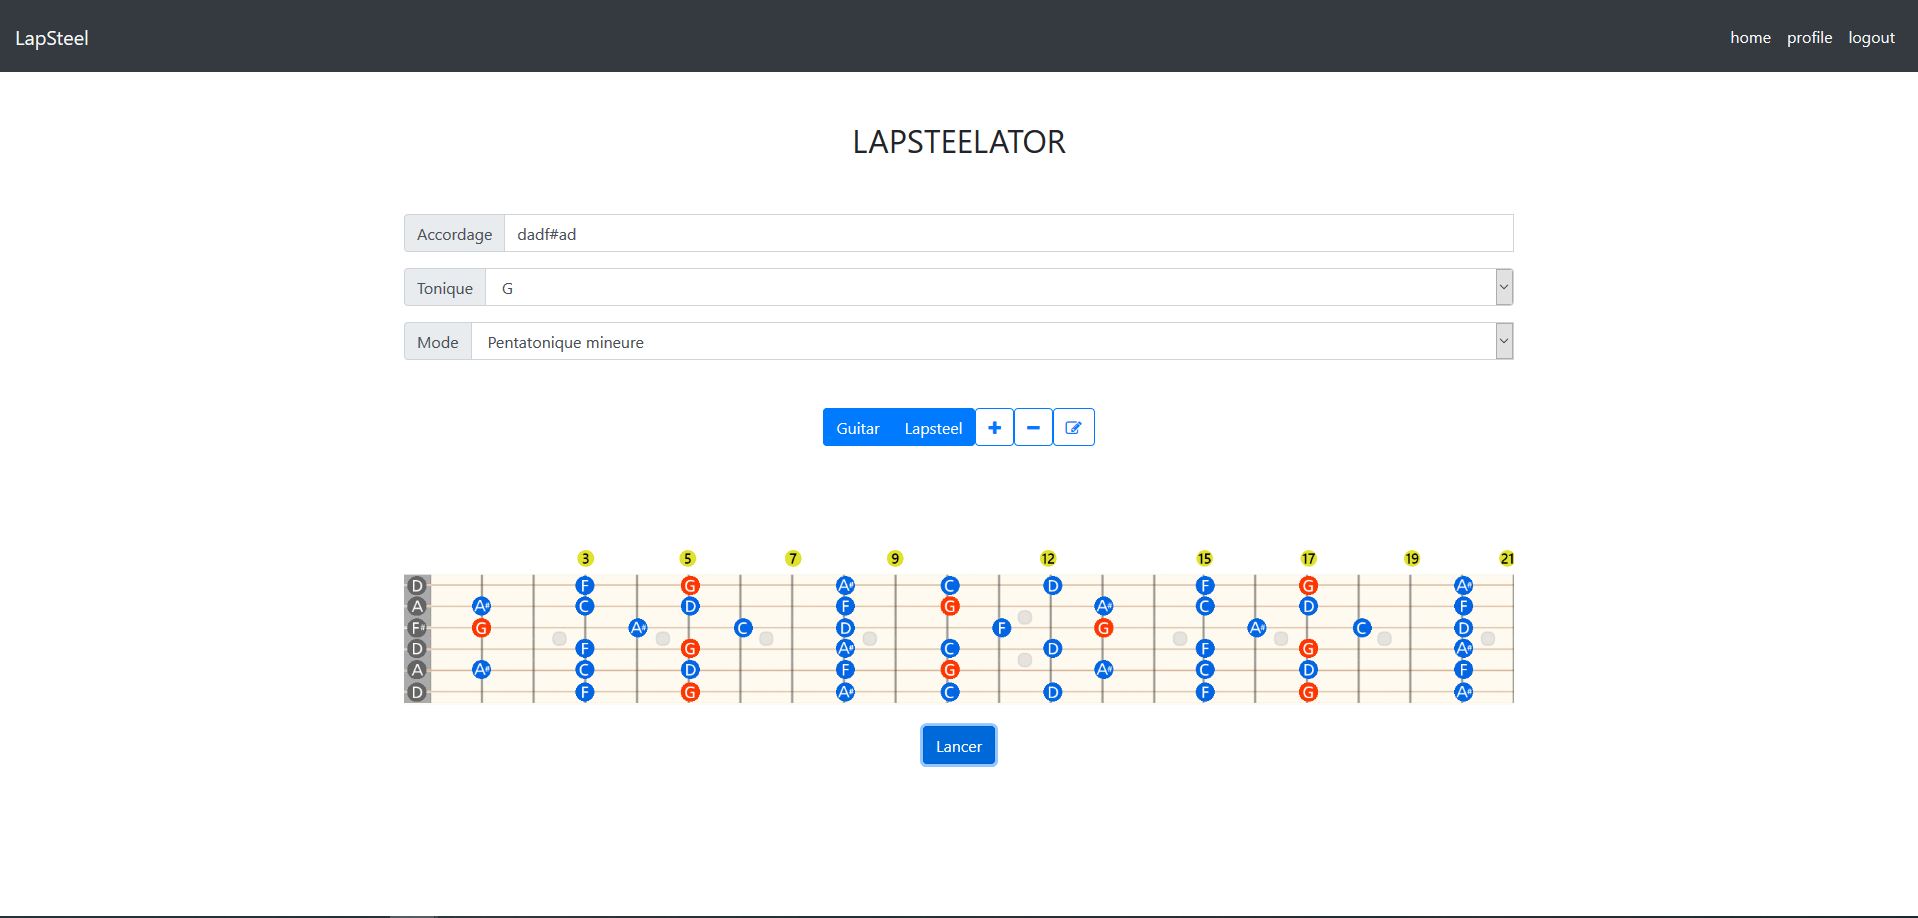 LapSteel home profile logout
LAPSTEELATOR
Accordage dadf#ad
Tonique G
Mode Pentatonique mineure
Guitar Lapsteel
3 5 7 9 12 15 17 19 21
D F G A# C D F G A#
A A# C D F G A# C D F
F# G A# C D F G A# C D
D F G A# C D F G A#
A A# C D F G A# C D F
D F G A# C D F G A#
Lancer